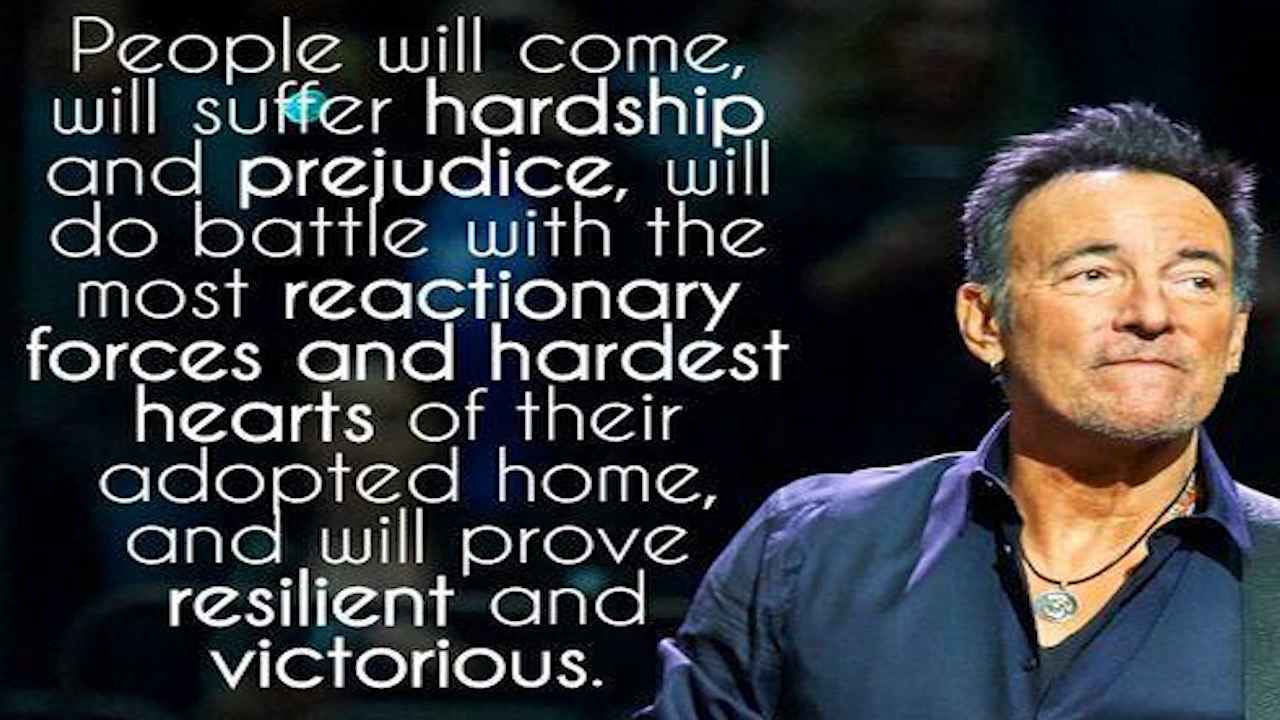 People will come,
will suffer hardship
and prejudice, will
do battle with the
most reactionary
forces and hardest
hearts of their
adopted home,
and will prove
resilient and
victorious.